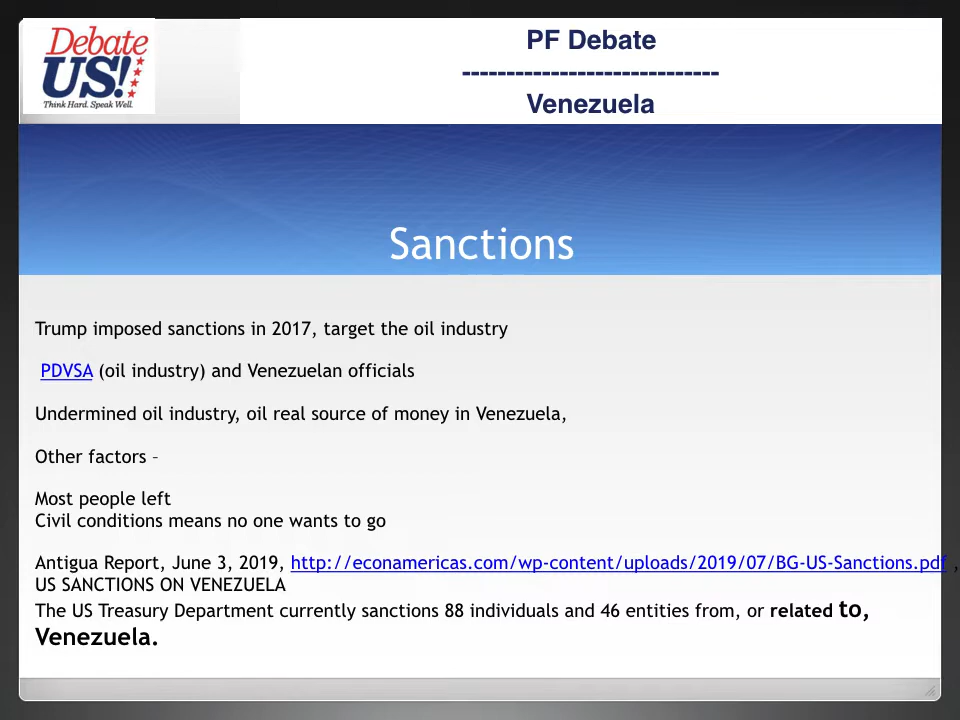 Debate
US!
Think Hard. Speak Well.
PF Debate
-----------------------------
Venezuela
Sanctions
Trump imposed sanctions in 2017, target the oil industry
PDVSA (oil industry) and Venezuelan officials
Undermined oil industry, oil real source of money in Venezuela,
Other factors –
Most people left
Civil conditions means no one wants to go
Antigua Report, June 3, 2019, http://econamericas.com/wp-content/uploads/2019/07/BG-US-Sanctions.pdf ,
US SANCTIONS ON VENEZUELA
The US Treasury Department currently sanctions 88 individuals and 46 entities from, or related to,
Venezuela.